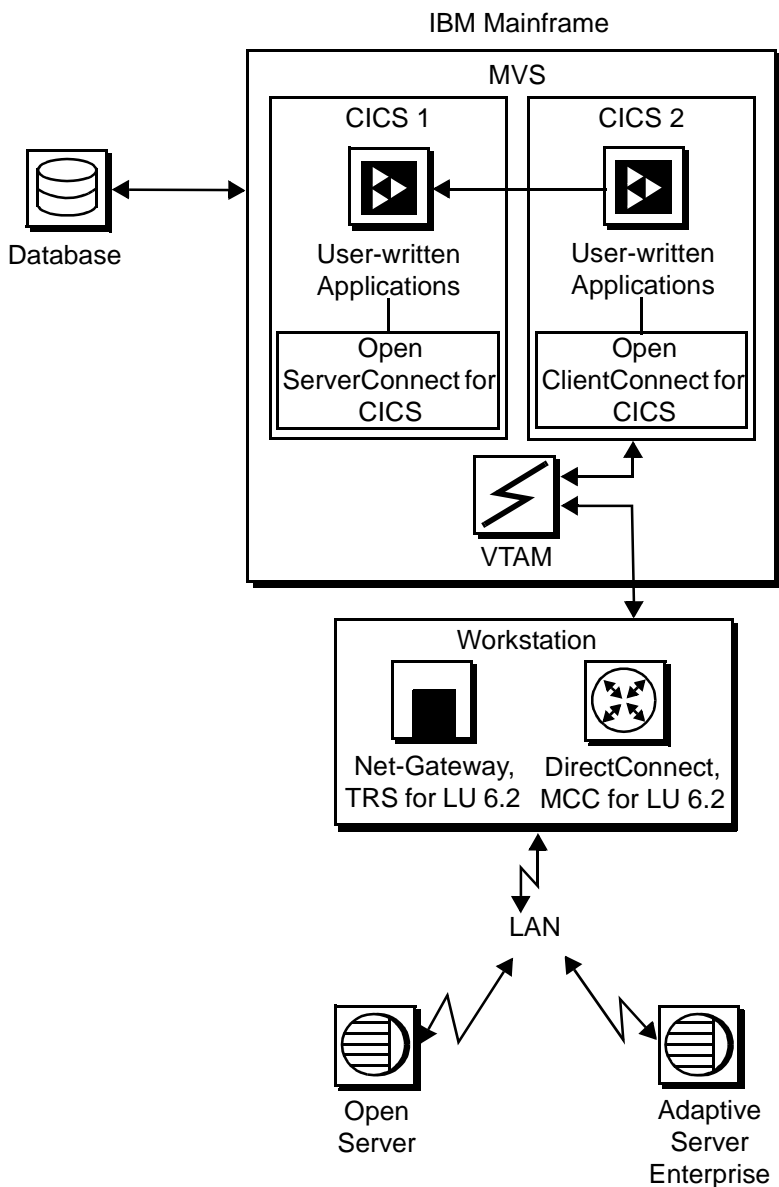 IBM Mainframe
MVS
CICS 1
CICS 2
Database
User-written
Applications
User-written
Applications
Open
ServerConnect for
CICS
Open
ClientConnect for
CICS
VTAM
Workstation
Net-Gateway,
TRS for LU 6.2
DirectConnect,
MCC for LU 6.2
LAN
Open
Server
Adaptive
Server
Enterprise